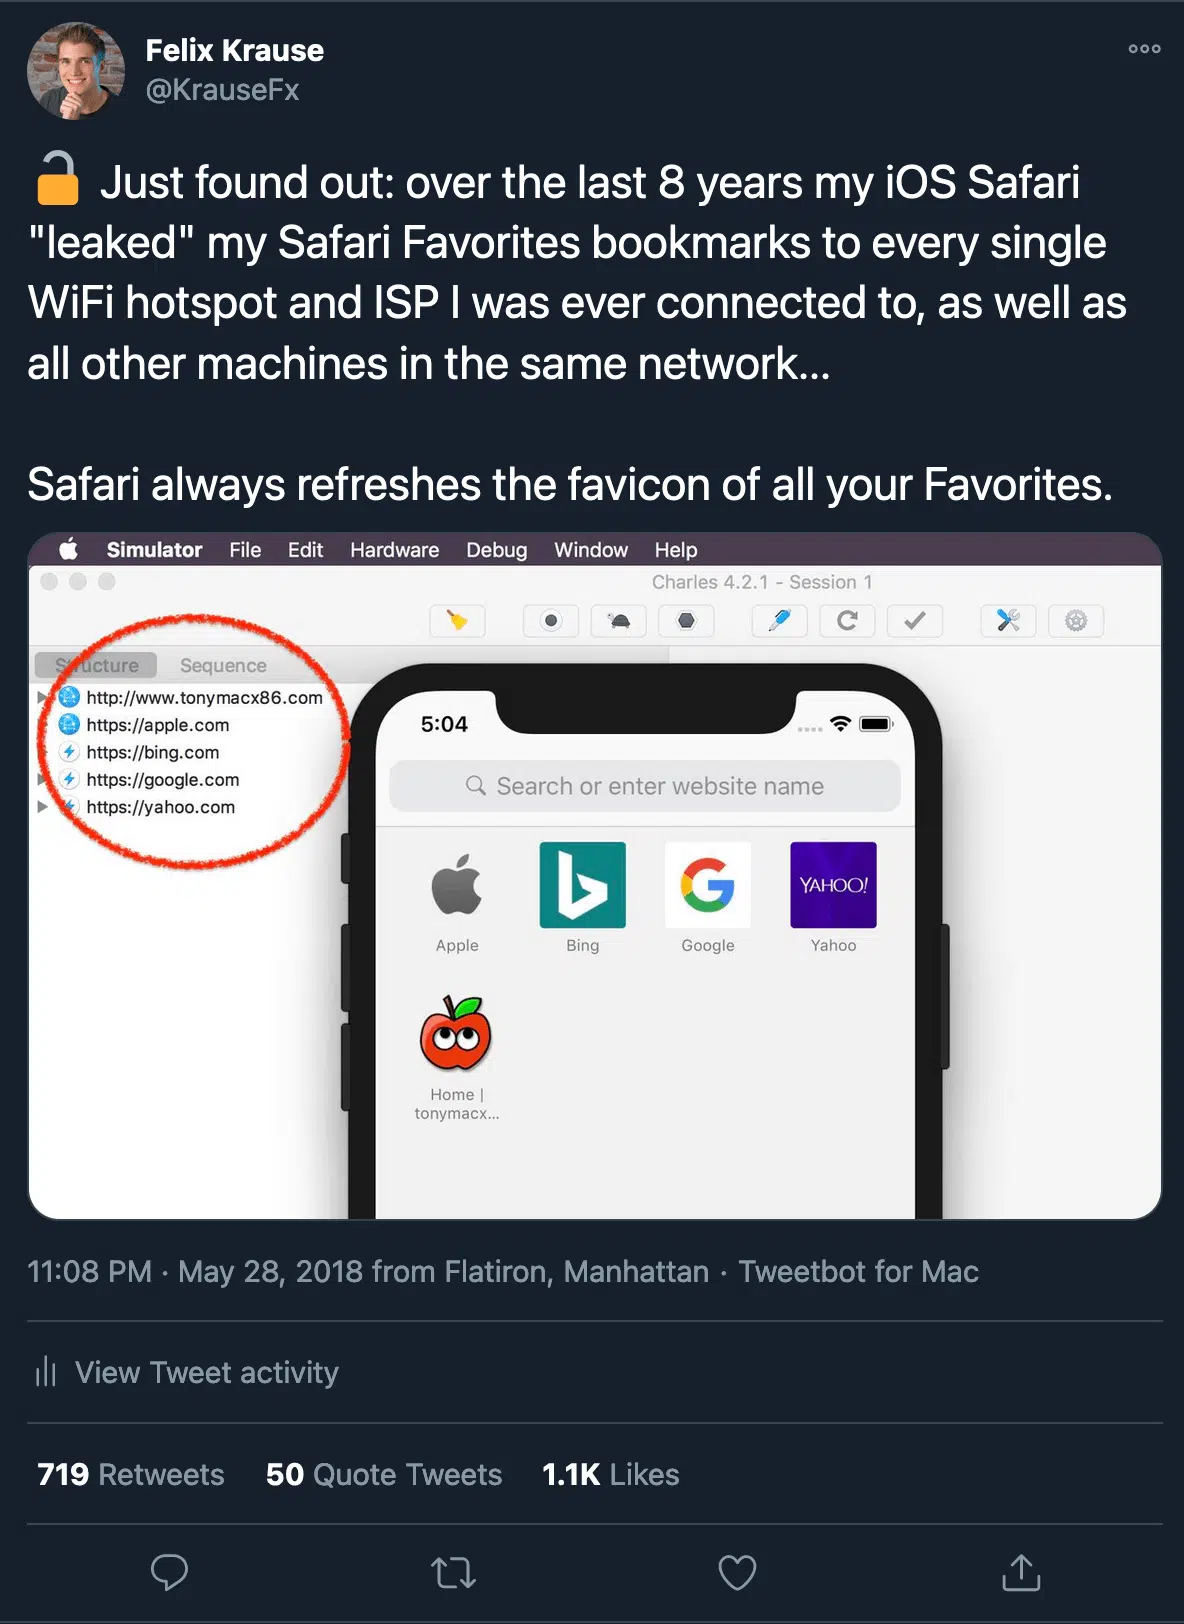 Felix Krause
@KrauseFx
🔓 Just found out: over the last 8 years my iOS Safari
"leaked" my Safari Favorites bookmarks to every single
WiFi hotspot and ISP I was ever connected to, as well as
all other machines in the same network...
Safari always refreshes the favicon of all your Favorites.
Simulator File Edit Hardware Debug Window Help
Charles 4.2.1 - Session 1
Structure Sequence
http://www.tonymacx86.com
https://apple.com
https://bing.com
https://google.com
https://yahoo.com
5:04
Search or enter website name
YAHOO!
Apple Bing Google Yahoo
Home |
tonymacx...
11:08 PM · May 28, 2018 from Flatiron, Manhattan · Tweetbot for Mac
View Tweet activity
719 Retweets 50 Quote Tweets 1.1K Likes